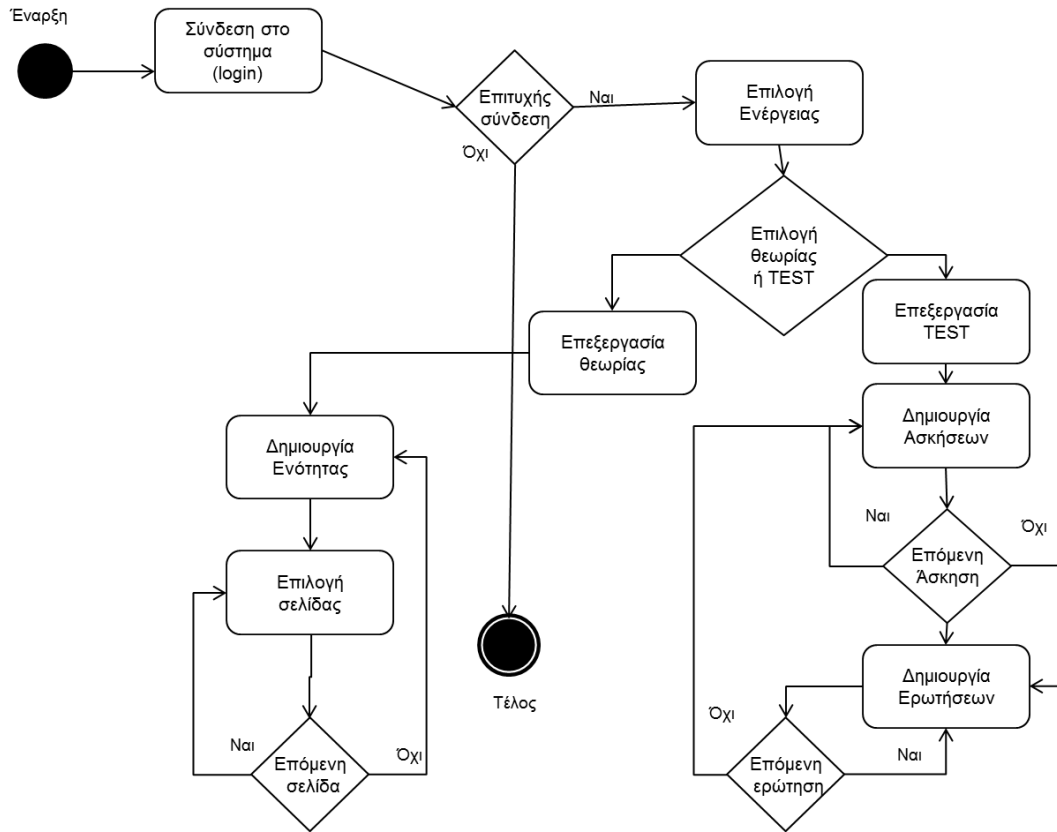 Έναρξη
Σύνδεση στο
σύστημα
(login)
Επιτυχής
σύνδεση
Ναι
Όχι
Επιλογή
Ενέργειας
Επιλογή
θεωρίας
ή TEST
Επεξεργασία
θεωρίας
Επεξεργασία
TEST
Δημιουργία
Ενότητας
Δημιουργία
Ασκήσεων
Ναι
Όχι
Επόμενη
Άσκηση
Επιλογή
σελίδας
Τέλος
Δημιουργία
Ερωτήσεων
Ναι
Όχι
Επόμενη
σελίδα
Όχι
Ναι
Επόμενη
ερώτηση